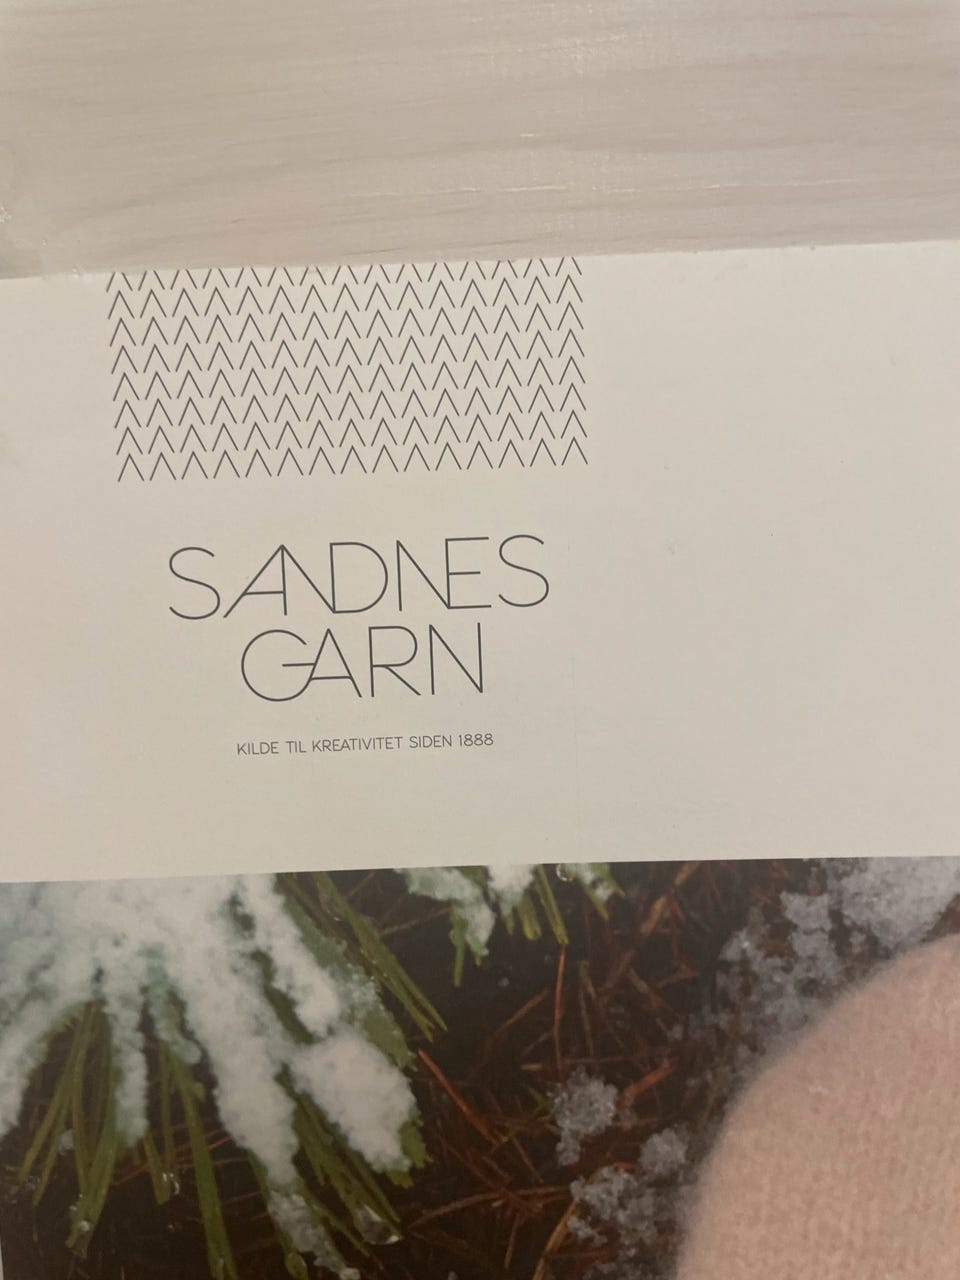 SANDNES
GARN
KILDE TIL KREATIVITET SIDEN 1888